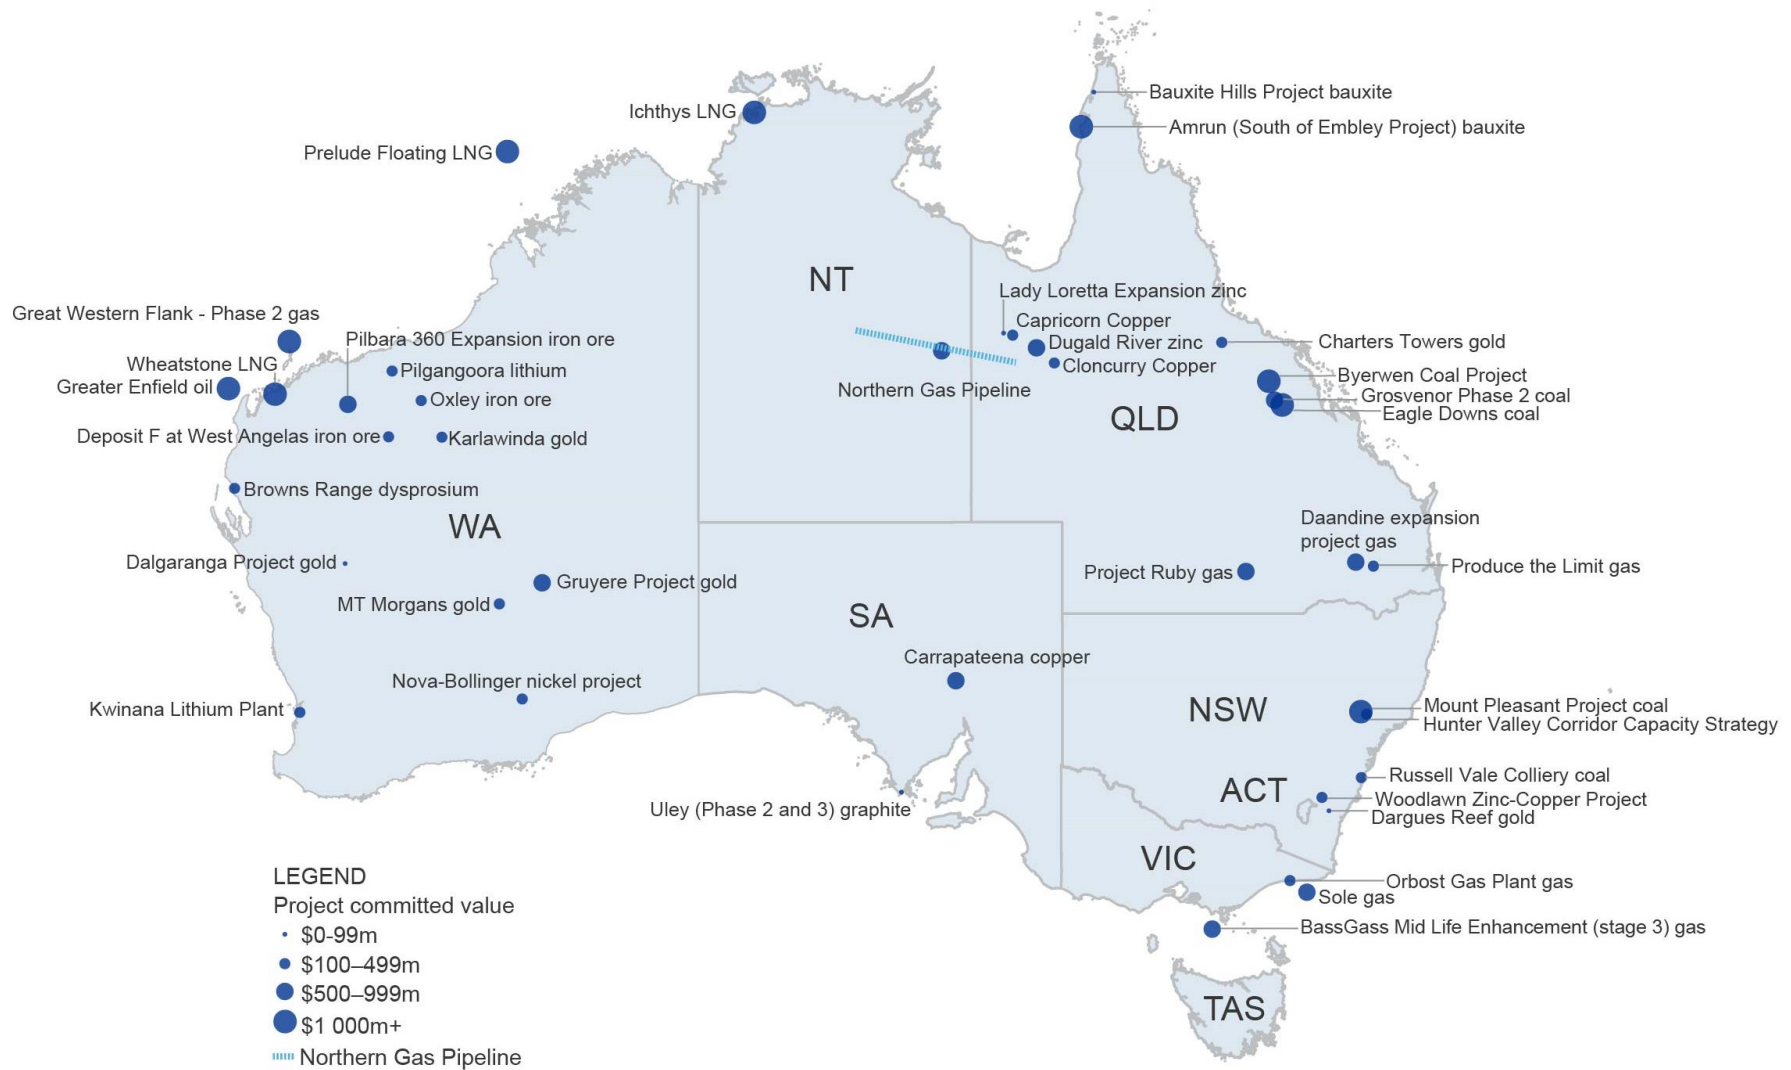 Bauxite Hills Project bauxite
Ichthys LNG
Amrun (South of Embley Project) bauxite
Prelude Floating LNG
NT
Lady Loretta Expansion zinc
Great Western Flank - Phase 2 gas
Capricorn Copper
Pilbara 360 Expansion iron ore
Dugald River zinc
Charters Towers gold
Wheatstone LNG
Pilgangoora lithium
Cloncurry Copper
Byerwen Coal Project
Greater Enfield oil
Northern Gas Pipeline
Grosvenor Phase 2 coal
Oxley iron ore
Eagle Downs coal
QLD
Deposit F at West Angelas iron ore
Karlawinda gold
Browns Range dysprosium
WA
Daandine expansion
project gas
Dalgaranga Project gold
Produce the Limit gas
Project Ruby gas
Gruyere Project gold
MT Morgans gold
SA
Carrapateena copper
Nova-Bollinger nickel project
Kwinana Lithium Plant
NSW
Mount Pleasant Project coal
Hunter Valley Corridor Capacity Strategy
Russell Vale Colliery coal
ACT
Woodlawn Zinc-Copper Project
Uley (Phase 2 and 3) graphite
Dargues Reef gold
VIC
Orbost Gas Plant gas
Sole gas
BassGass Mid Life Enhancement (stage 3) gas
TAS
LEGEND
Project committed value
$0-99m
$100–499m
$500–999m
$1 000m+
Northern Gas Pipeline